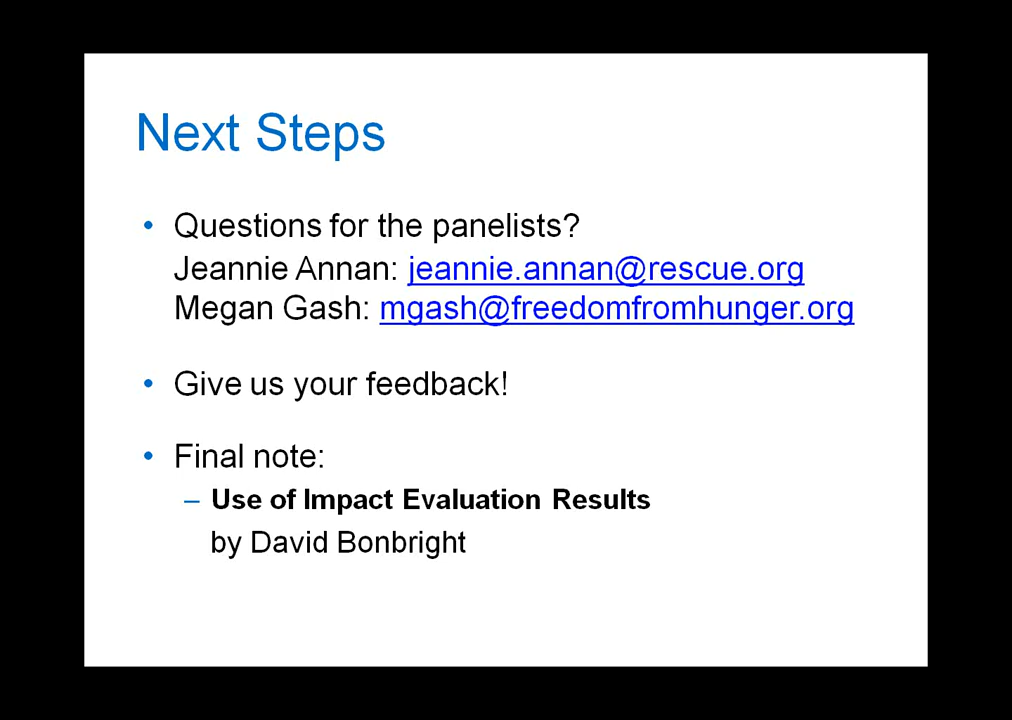 Next Steps
• Questions for the panelists?
Jeannie Annan: jeannie.annan@rescue.org
Megan Gash: mgash@freedomfromhunger.org
• Give us your feedback!
• Final note:
– Use of Impact Evaluation Results
by David Bonbright